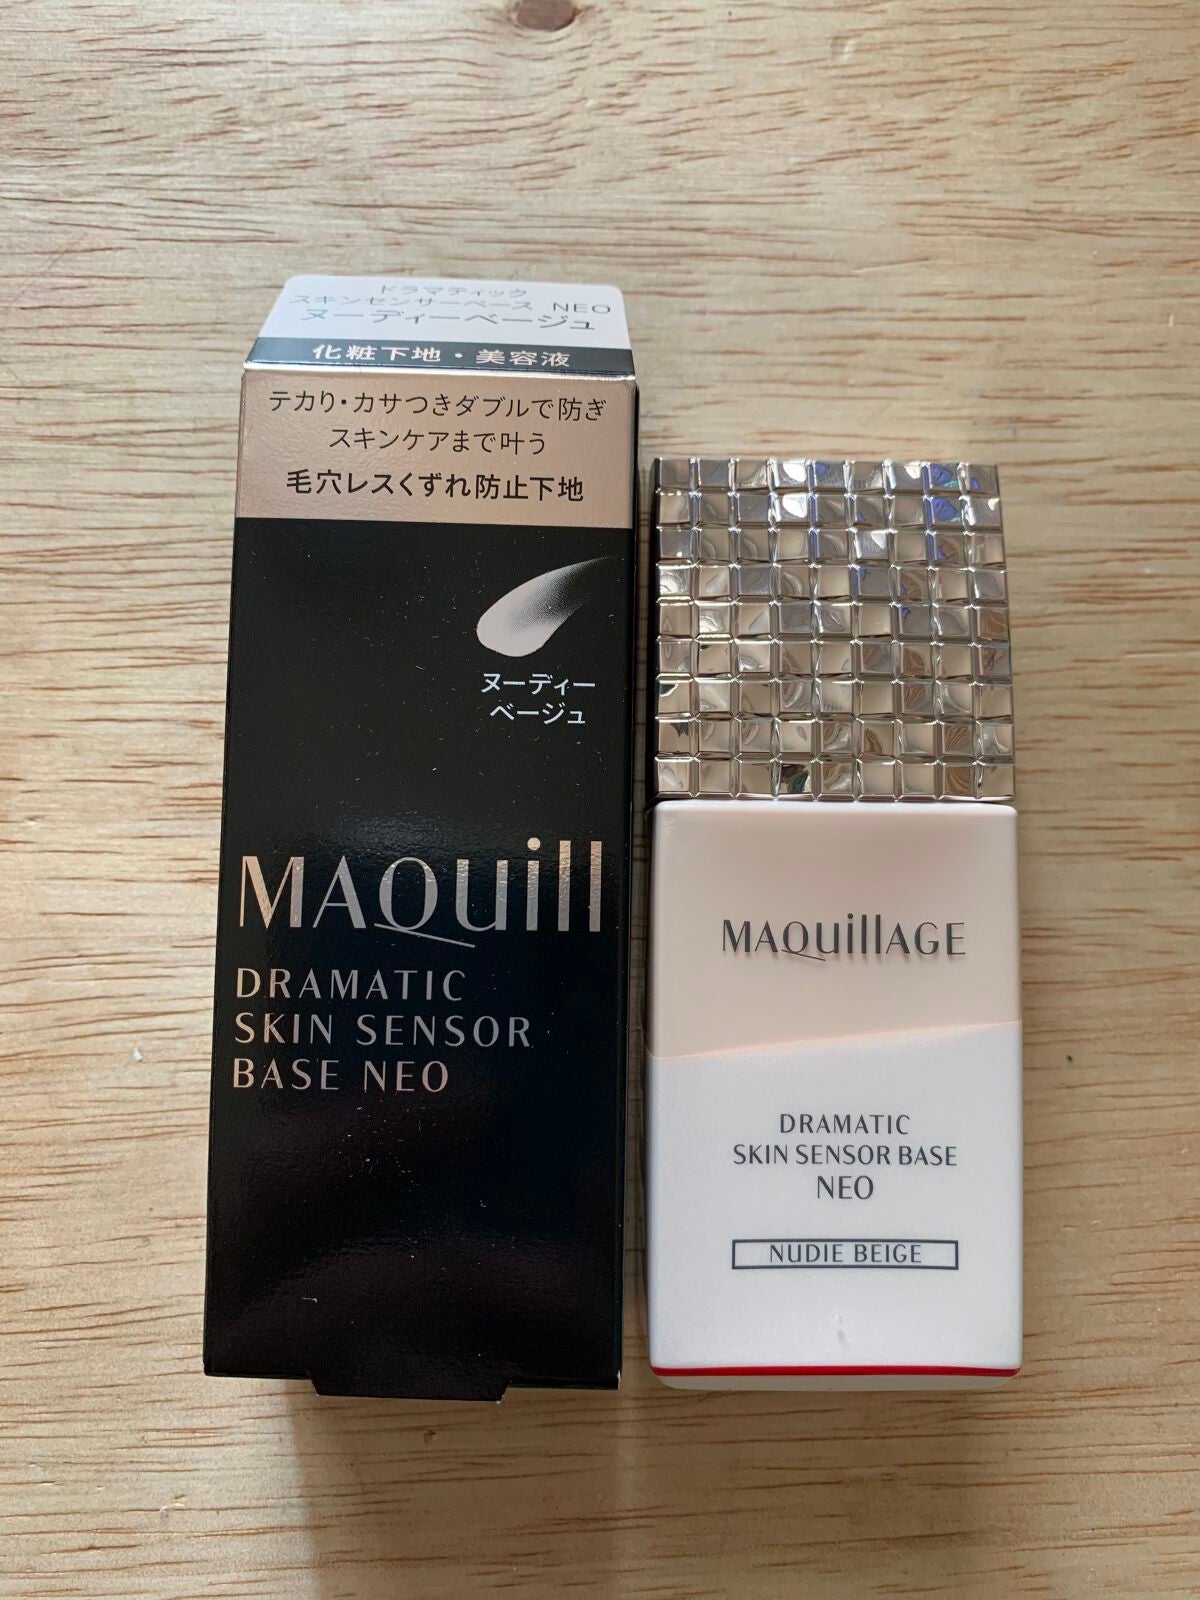 ドラマティック
スキンセンサーベース NEO
ヌーディーベージュ
化粧下地・美容液
テカり・カサつきダブルで防ぎ
スキンケアまで叶う
毛穴レスくずれ防止下地
ヌーディー
ベージュ
MAQuill
DRAMATIC
SKIN SENSOR
BASE NEO
MAQuillAGE
DRAMATIC
SKIN SENSOR BASE
NEO
NUDIE BEIGE